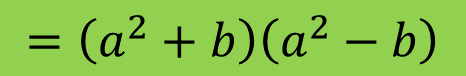 = (a² + b)(a² − b)